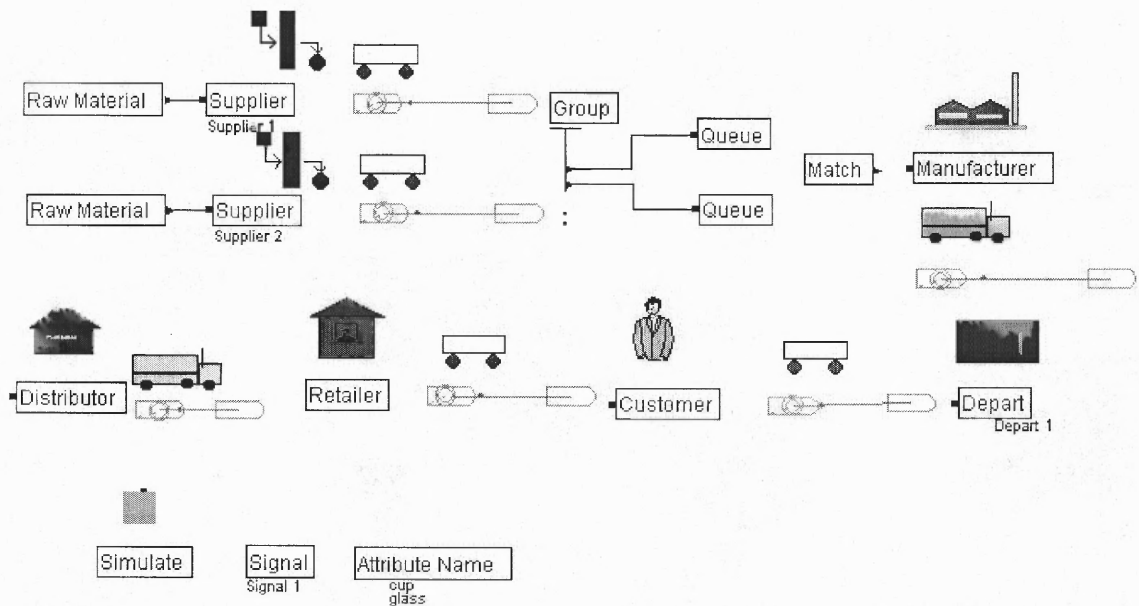 Raw Material
Supplier
Supplier 1
Group
Queue
Match
Manufacturer
Raw Material
Supplier
Supplier 2
Queue
Distributor
Retailer
Customer
Depart
Depart 1
Simulate
Signal
Signal 1
Attribute Name
cup
glass